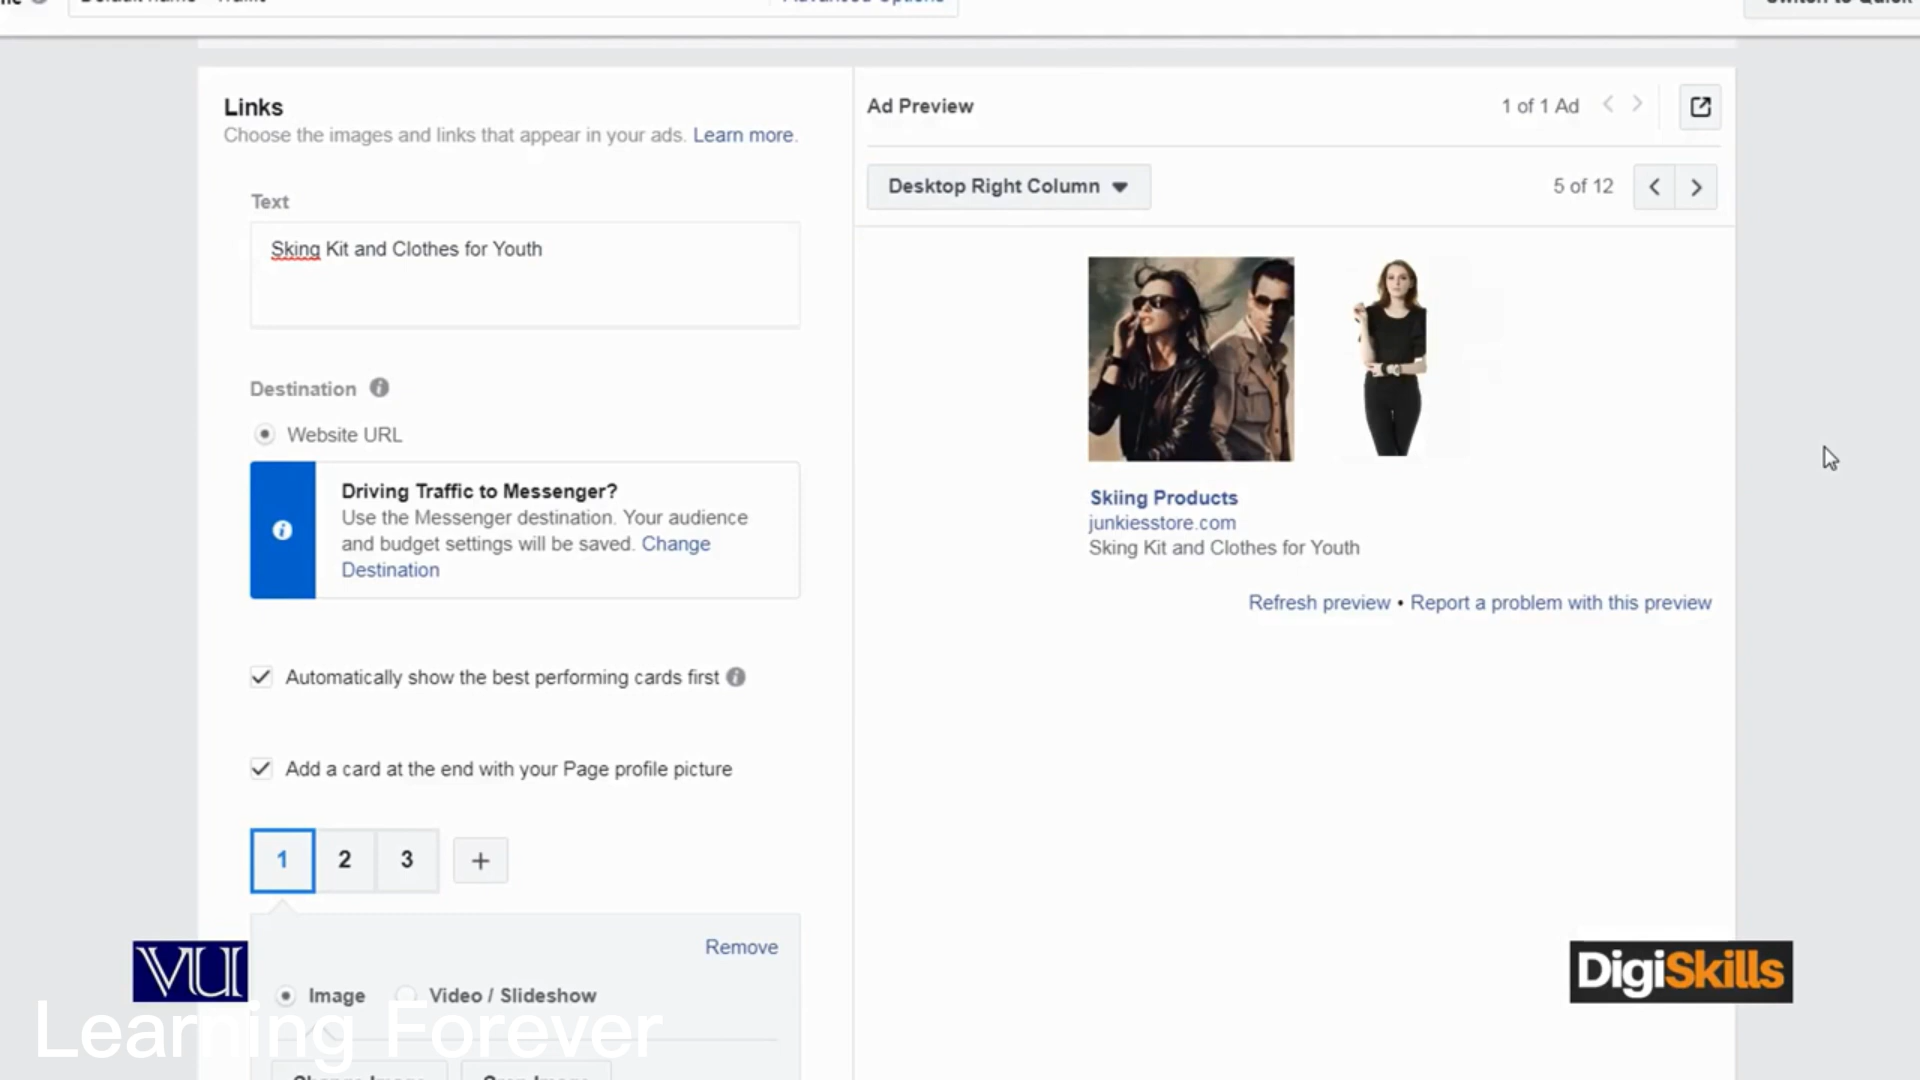 Links
Choose the images and links that appear in your ads. Learn more.
Text
Sking Kit and Clothes for Youth
Destination
Website URL
Driving Traffic to Messenger?
Use the Messenger destination. Your audience
and budget settings will be saved. Change
Destination
Automatically show the best performing cards first
Add a card at the end with your Page profile picture
1 2 3 +
Remove
Image Video / Slideshow
Ad Preview 1 of 1 Ad
Desktop Right Column 5 of 12
Skiing Products
junkiesstore.com
Sking Kit and Clothes for Youth
Refresh preview • Report a problem with this preview
VU
DigiSkills
Learning Forever